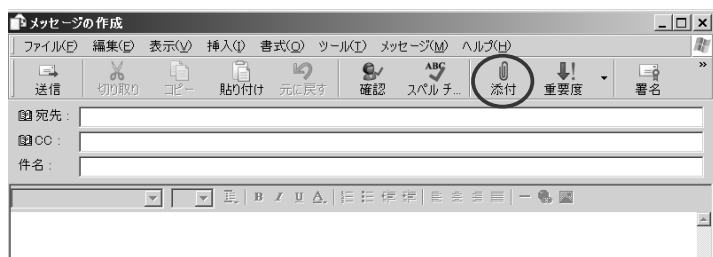 メッセージの作成
ファイル(F) 編集(E) 表示(V) 挿入(I) 書式(O) ツール(T) メッセージ(M) ヘルプ(H)
送信 切り取り コピー 貼り付け 元に戻す ABC 確認 スペル チ... 添付 重要度 署名 »
宛先:
CC:
件名:
B I U A